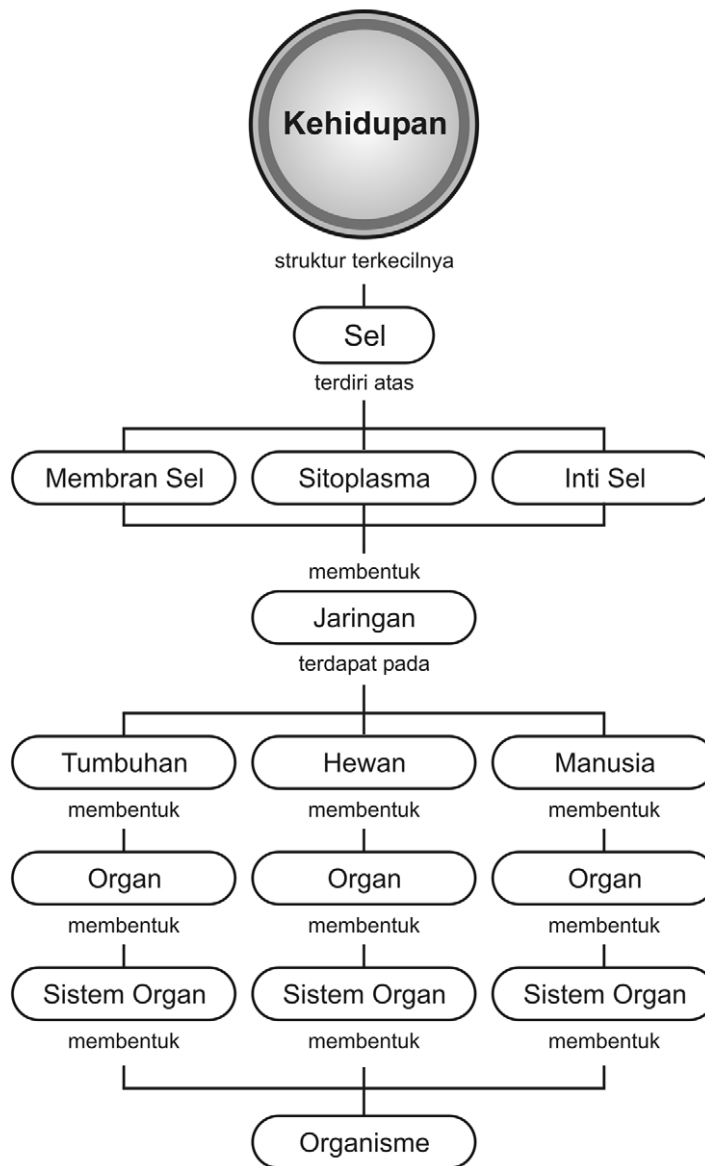 Kehidupan
struktur terkecilnya
Sel
terdiri atas
Membran Sel
Sitoplasma
Inti Sel
membentuk
Jaringan
terdapat pada
Tumbuhan
Hewan
Manusia
membentuk
membentuk
membentuk
Organ
Organ
Organ
membentuk
membentuk
membentuk
Sistem Organ
Sistem Organ
Sistem Organ
membentuk
membentuk
membentuk
Organisme